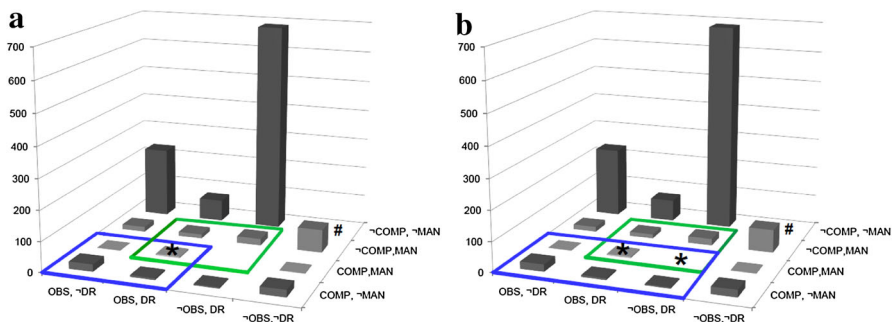 a
700
600
500
400
300
200
100
0
OBS, ¬DR
OBS, DR
¬OBS, DR
¬OBS,¬DR
COMP, ¬MAN
COMP,MAN
¬COMP,MAN
¬COMP, ¬MAN
*
#
b
700
600
500
400
300
200
100
0
OBS, ¬DR
OBS, DR
¬OBS, DR
¬OBS,¬DR
COMP, ¬MAN
COMP,MAN
¬COMP,MAN
¬COMP, ¬MAN
*
*
#